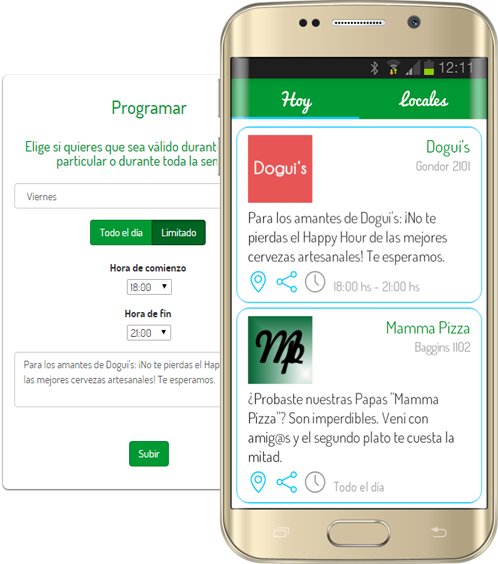 Programar
Elige si quieres que sea válido durant
particular o durante toda la sen
Viernes
Todo el día Limitado
Hora de comienzo
18:00
Hora de fin
21:00
Para los amantes de Dogui's: ¡No te pierdas el Hap
las mejores cervezas artesanales! Te esperamos.
Subir
12:11
Hoy Locales
Dogui's
Dogui's
Gondor 2101
Para los amantes de Dogui's: ¡No te
pierdas el Happy Hour de las mejores
cervezas artesanales! Te esperamos.
18:00 hs - 21:00 hs
Mp
Mamma Pizza
Baggins 1102
¿Probaste nuestras Papas "Mamma
Pizza"? Son imperdibles. Vení con
amig@s y el segundo plato te cuesta la
mitad.
Todo el día